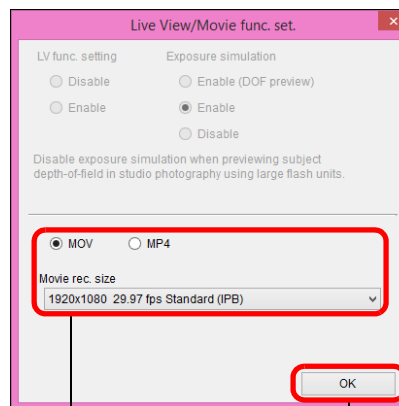 Live View/Movie func. set.
LV func. setting Exposure simulation
Disable Enable (DOF preview)
Enable Enable
Disable
Disable exposure simulation when previewing subject
depth-of-field in studio photography using large flash units.
MOV MP4
Movie rec. size
1920x1080 29.97 fps Standard (IPB)
OK